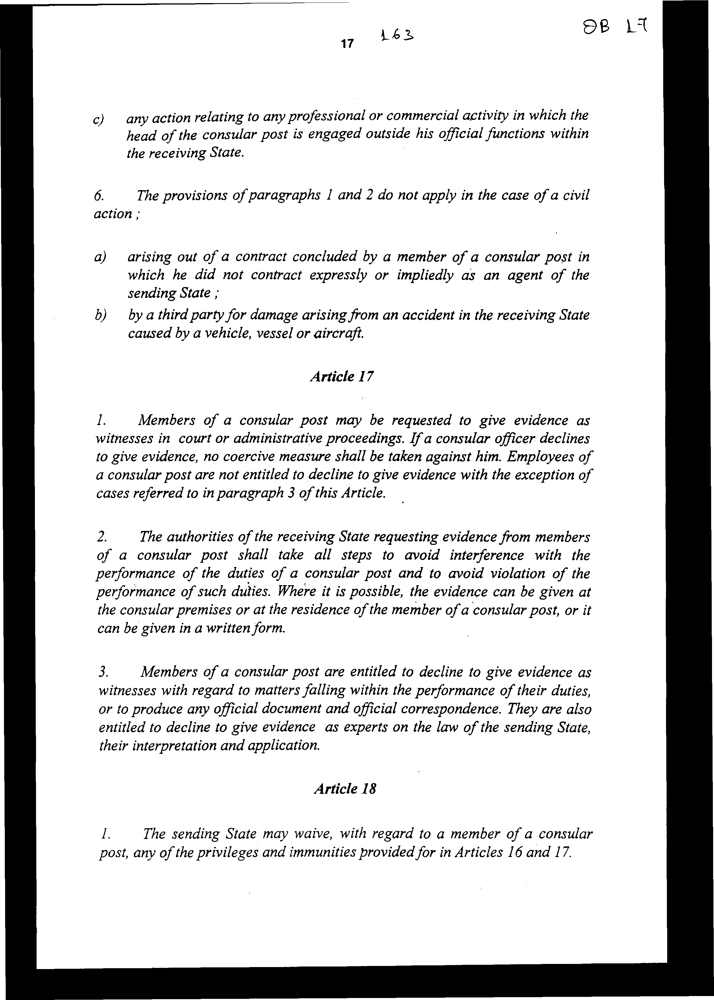 ӨB 17
163
17
c) any action relating to any professional or commercial activity in which the
head of the consular post is engaged outside his official functions within
the receiving State.
6. The provisions of paragraphs 1 and 2 do not apply in the case of a civil
action ;
a) arising out of a contract concluded by a member of a consular post in
which he did not contract expressly or impliedly as an agent of the
sending State ;
b) by a third party for damage arising from an accident in the receiving State
caused by a vehicle, vessel or aircraft.
Article 17
1. Members of a consular post may be requested to give evidence as
witnesses in court or administrative proceedings. If a consular officer declines
to give evidence, no coercive measure shall be taken against him. Employees of
a consular post are not entitled to decline to give evidence with the exception of
cases referred to in paragraph 3 of this Article.
2. The authorities of the receiving State requesting evidence from members
of a consular post shall take all steps to avoid interference with the
performance of the duties of a consular post and to avoid violation of the
performance of such duties. Where it is possible, the evidence can be given at
the consular premises or at the residence of the member of a consular post, or it
can be given in a written form.
3. Members of a consular post are entitled to decline to give evidence as
witnesses with regard to matters falling within the performance of their duties,
or to produce any official document and official correspondence. They are also
entitled to decline to give evidence as experts on the law of the sending State,
their interpretation and application.
Article 18
1. The sending State may waive, with regard to a member of a consular
post, any of the privileges and immunities provided for in Articles 16 and 17.